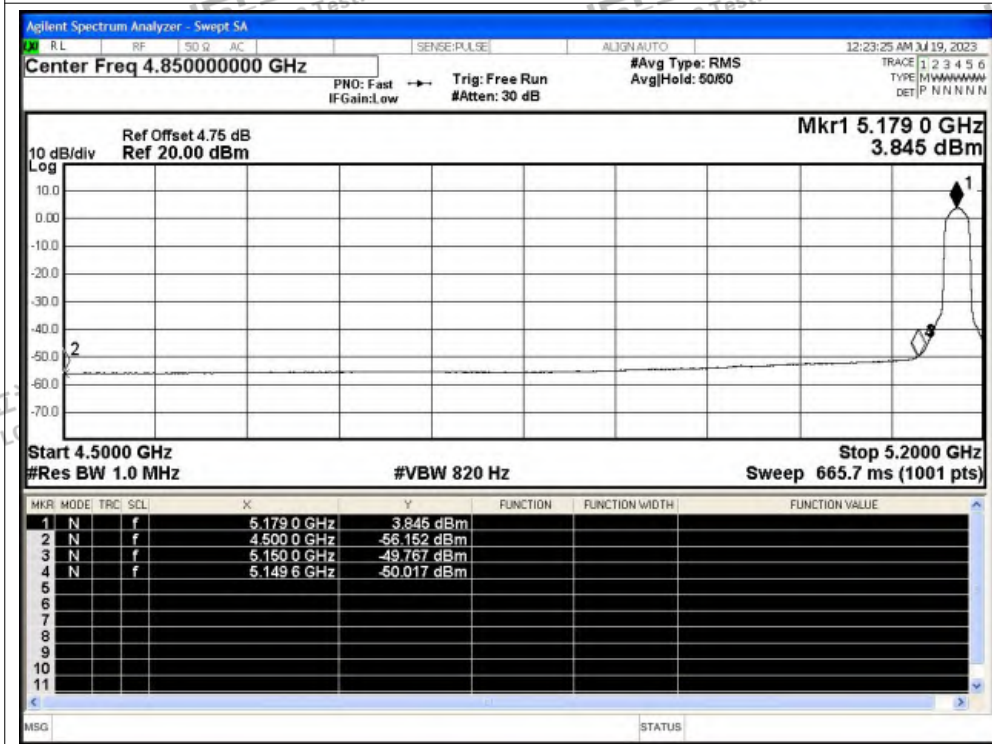 Agilent Spectrum Analyzer - Swept SA
RL RF 50 Ω AC SENSE:PULSE ALIGN AUTO 12:23:25 AM Jul 19, 2023
Center Freq 4.850000000 GHz #Avg Type: RMS TRACE 1 2 3 4 5 6
PNO: Fast Trig: Free Run Avg|Hold: 50/50 TYPE MWWWWW
IFGain:Low #Atten: 30 dB DET P N N N N N
Mkr1 5.179 0 GHz
Ref Offset 4.75 dB
10 dB/div Ref 20.00 dBm 3.845 dBm
Log
10.0
1
0.00
-10.0
-20.0
-30.0
-40.0
-50.0
2
-60.0
-70.0
Start 4.5000 GHz Stop 5.2000 GHz
#Res BW 1.0 MHz #VBW 820 Hz Sweep 665.7 ms (1001 pts)
MKR MODE TRC SCL X Y FUNCTION FUNCTION WIDTH FUNCTION VALUE
1 N f 5.179 0 GHz 3.845 dBm
2 N f 4.500 0 GHz -56.152 dBm
3 N f 5.150 0 GHz -49.767 dBm
4 N f 5.149 6 GHz -50.017 dBm
5
6
7
8
9
10
11
MSG STATUS